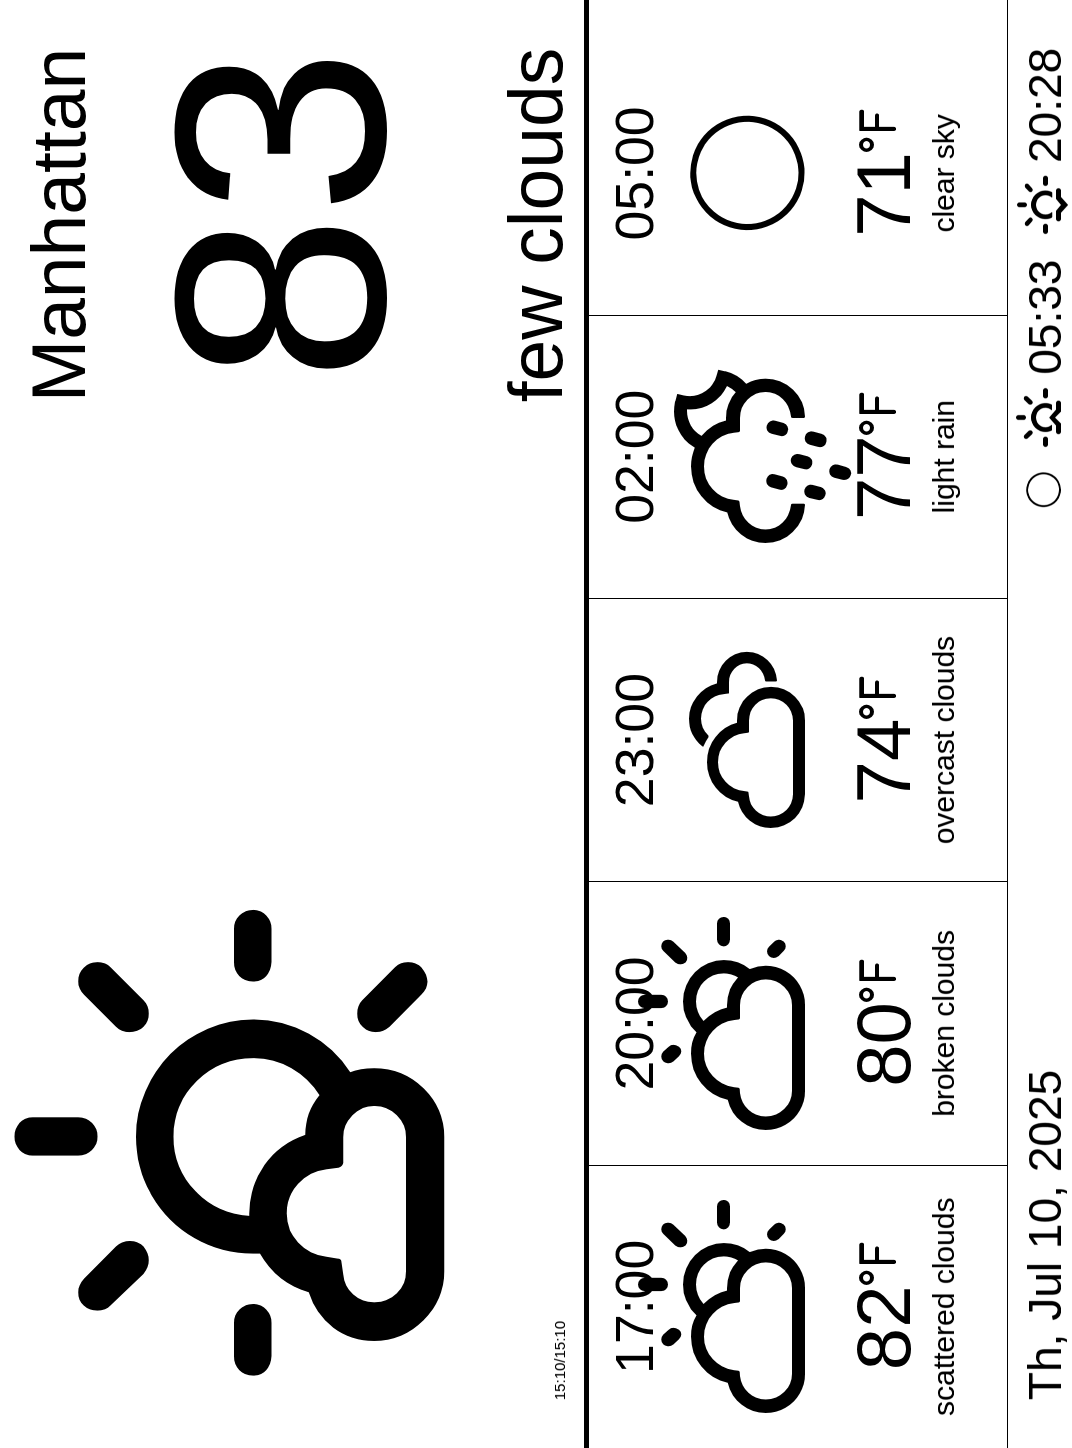 Manhattan
83
few clouds
15:10/15:10
17:00
82°F
scattered clouds
20:00
80°F
broken clouds
23:00
74°F
overcast clouds
02:00
77°F
light rain
05:00
71°F
clear sky
Th, Jul 10, 2025
05:33
20:28